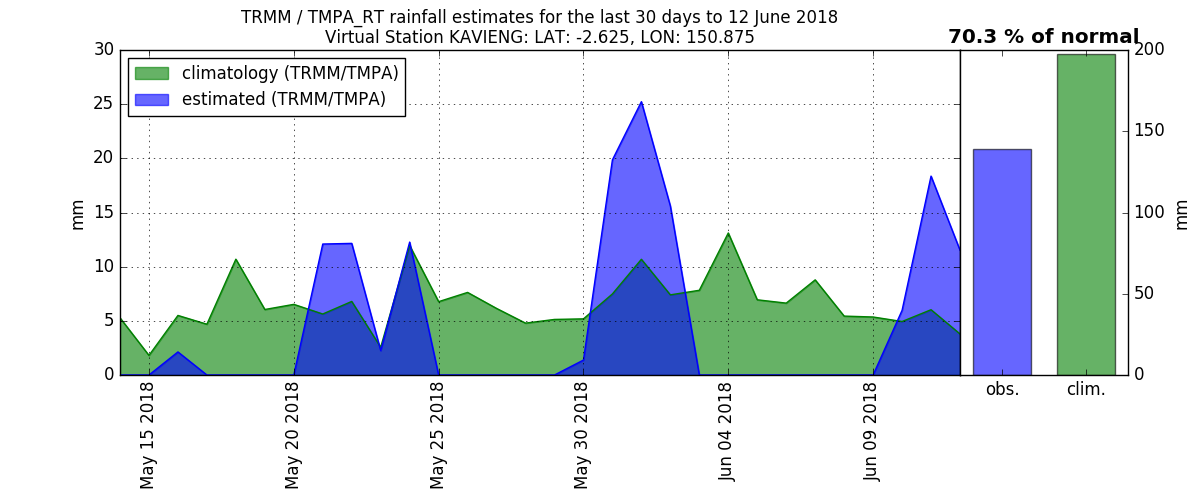 TRMM / TMPA_RT rainfall estimates for the last 30 days to 12 June 2018
Virtual Station KAVIENG: LAT: -2.625, LON: 150.875
70.3 % of normal
climatology (TRMM/TMPA)
estimated (TRMM/TMPA)
30
25
20
15
10
5
0
mm
May 15 2018
May 20 2018
May 25 2018
May 30 2018
Jun 04 2018
Jun 09 2018
obs.
clim.
200
150
100
50
0
mm